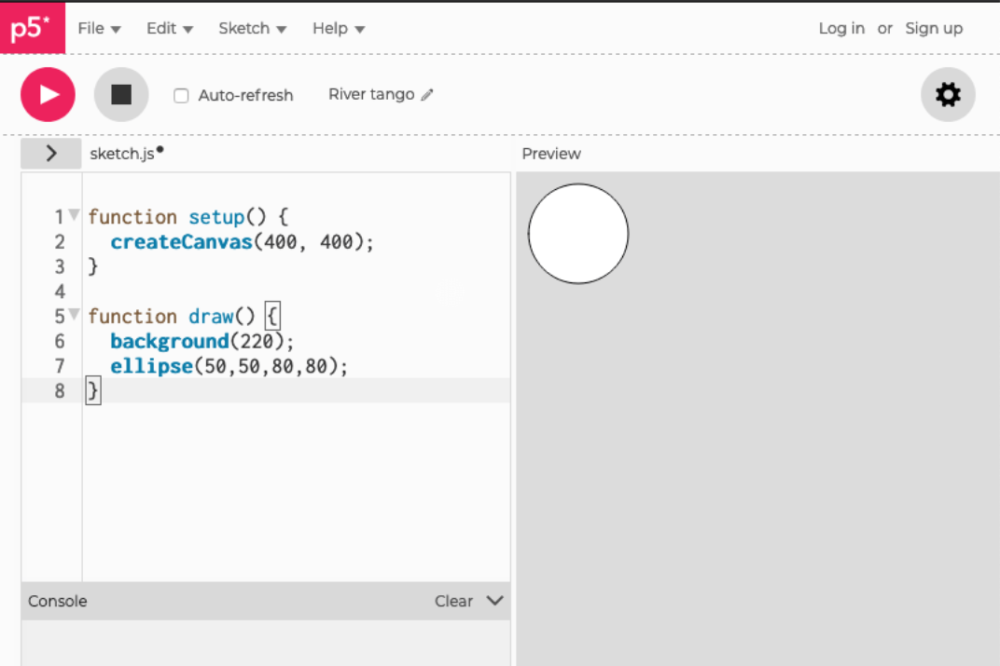 p5* File Edit Sketch Help Log in or Sign up
Auto-refresh River tango
sketch.js Preview
1 function setup() {
2 createCanvas(400, 400);
3 }
4
5 function draw() {
6 background(220);
7 ellipse(50,50,80,80);
8 }
Console Clear